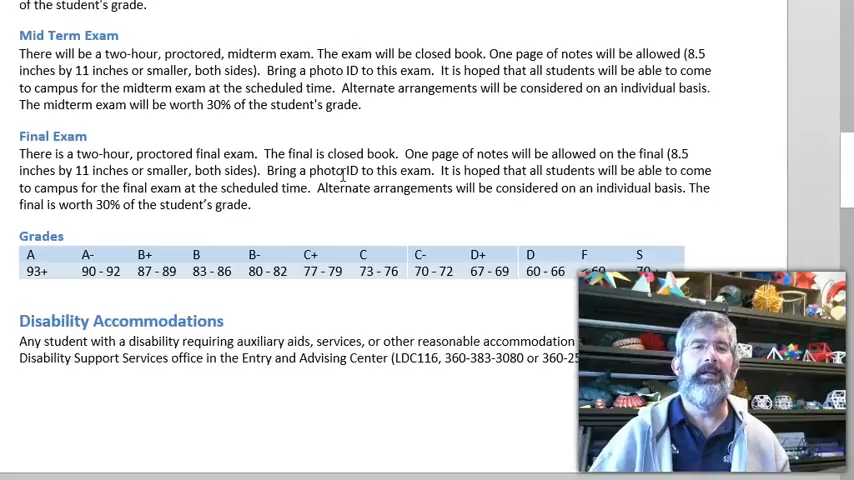 of the student's grade.
Mid Term Exam
There will be a two-hour, proctored, midterm exam. The exam will be closed book. One page of notes will be allowed (8.5
inches by 11 inches or smaller, both sides). Bring a photo ID to this exam. It is hoped that all students will be able to come
to campus for the midterm exam at the scheduled time. Alternate arrangements will be considered on an individual basis.
The midterm exam will be worth 30% of the student's grade.
Final Exam
There is a two-hour, proctored final exam. The final is closed book. One page of notes will be allowed on the final (8.5
inches by 11 inches or smaller, both sides). Bring a photo ID to this exam. It is hoped that all students will be able to come
to campus for the final exam at the scheduled time. Alternate arrangements will be considered on an individual basis. The
final is worth 30% of the student’s grade.
Grades
A A- B+ B B- C+ C C- D+ D F S
93+ 90 - 92 87 - 89 83 - 86 80 - 82 77 - 79 73 - 76 70 - 72 67 - 69 60 - 66
Disability Accommodations
Any student with a disability requiring auxiliary aids, services, or other reasonable accommodation
Disability Support Services office in the Entry and Advising Center (LDC116, 360-383-3080 or 360-25